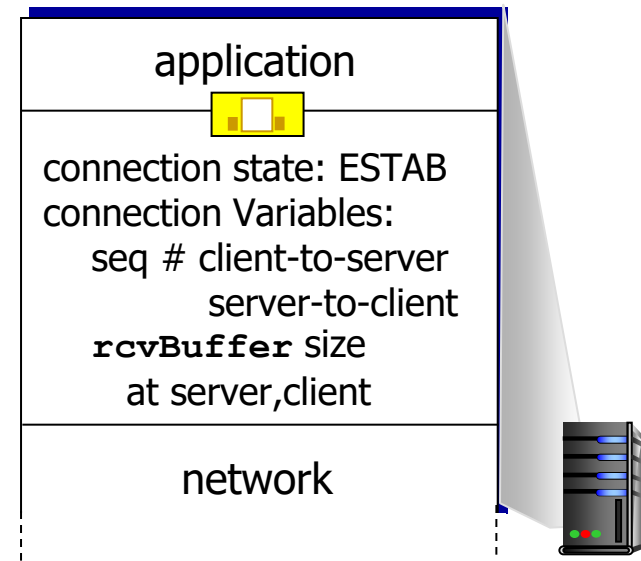 application
connection state: ESTAB
connection Variables:
seq # client-to-server
server-to-client
rcvBuffer size
at server,client
network